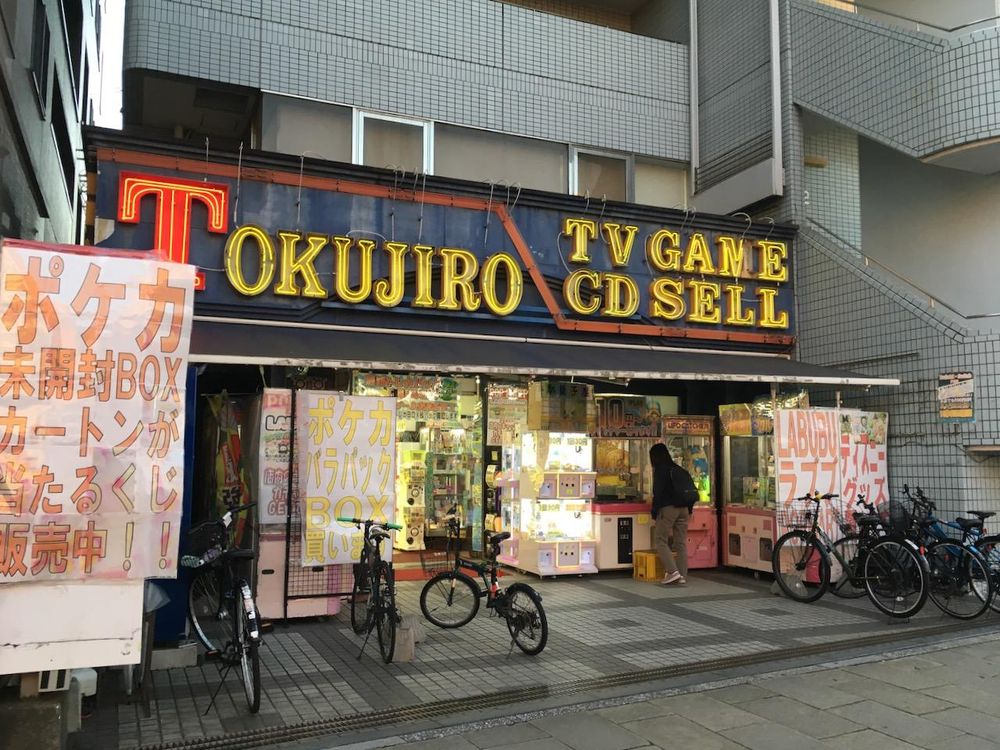 TOKUJIRO
TV GAME
CD SELL
ポケカ
未開封BOX
カートンが
当たるくじ
販売中!!
ポケカ
バラパック
BOX
買いま
LABUBU
ラブブ
ディズニー
グッズ